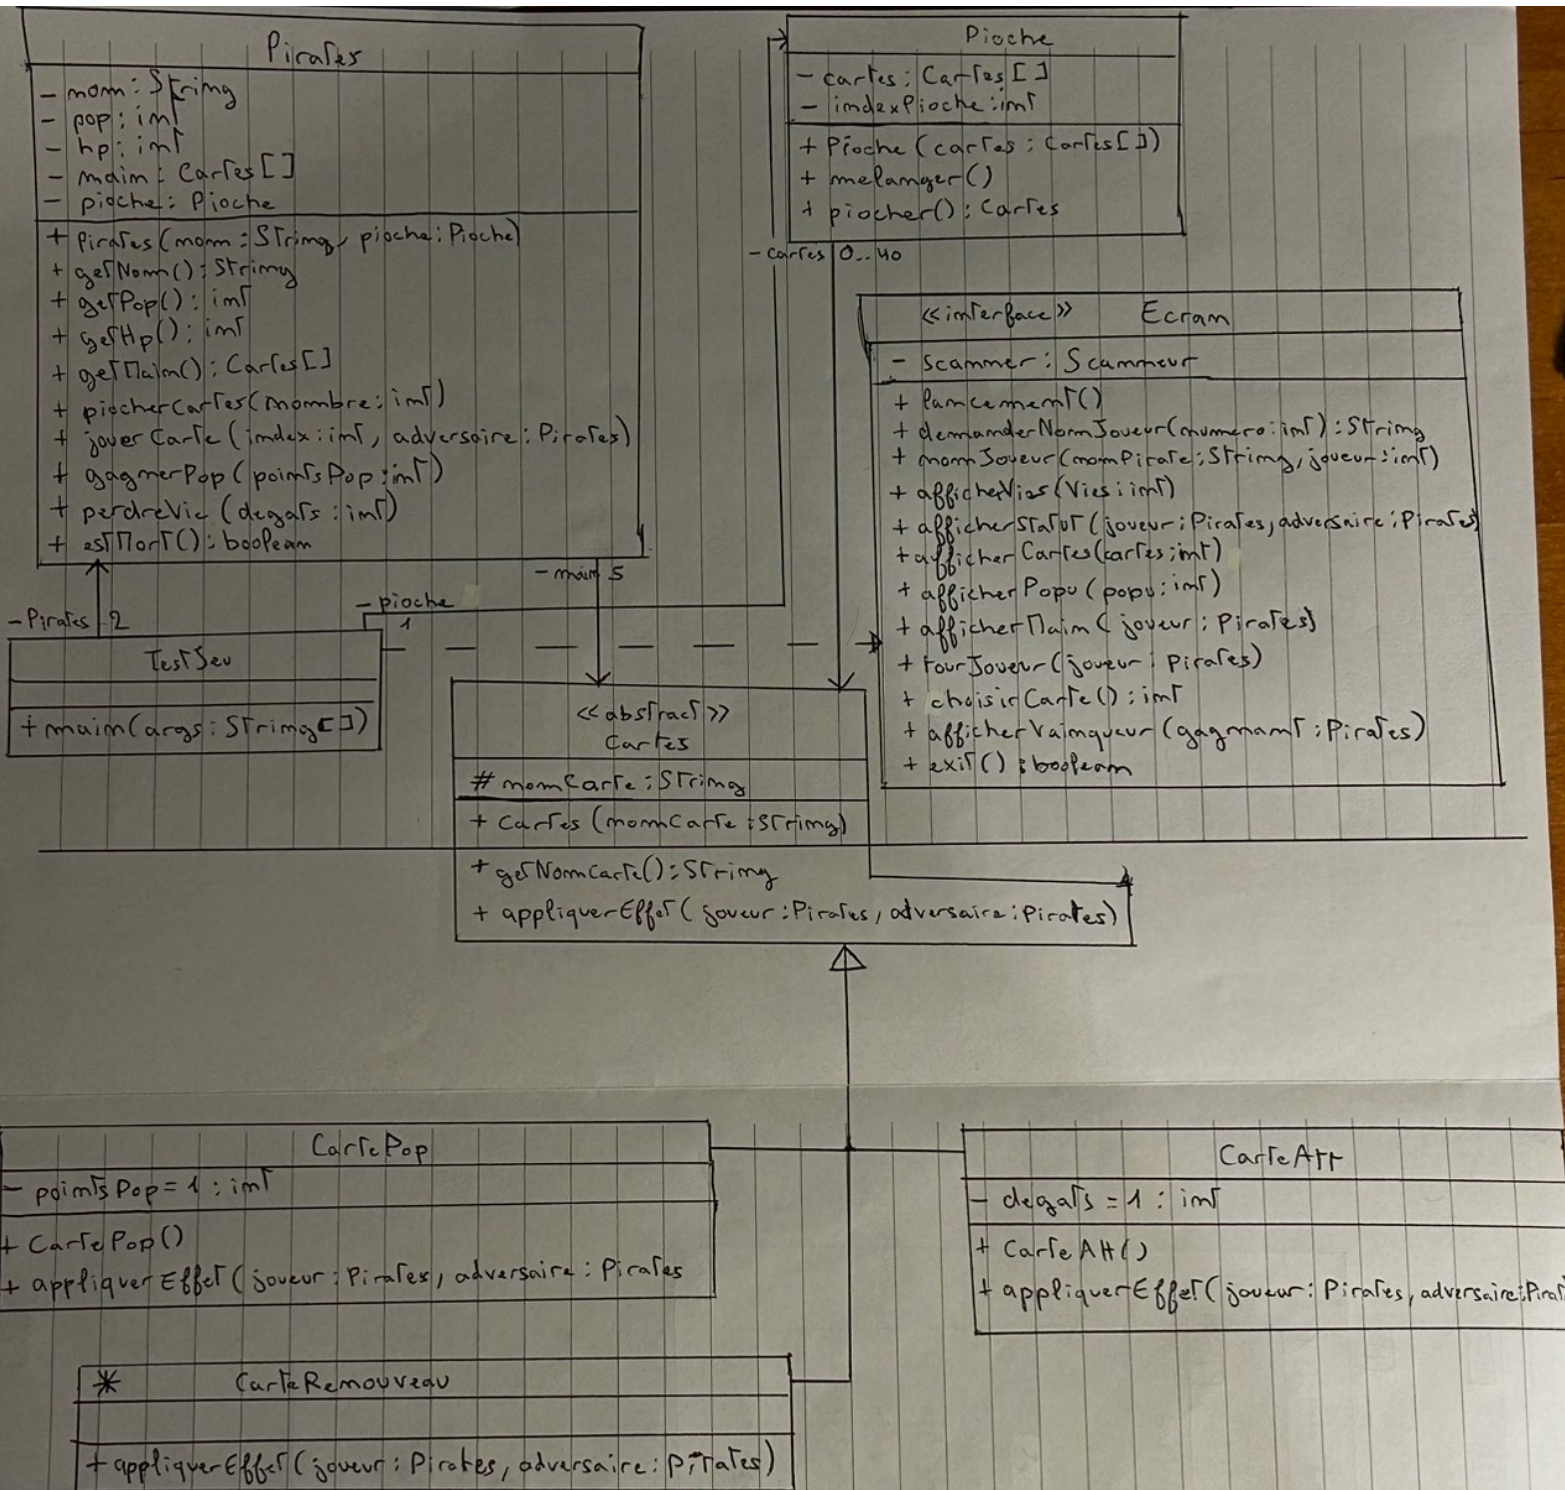 Pirates
- nom : String
- pop : int
- hp : int
- main : Cartes[]
- pioche : Pioche
+ Pirates(nom : String, pioche : Pioche)
+ getNom() : String
+ getPop() : int
+ getHp() : int
+ getMain() : Cartes[]
+ piocherCartes(nombre : int)
+ jouerCarte(index : int, adversaire : Pirates)
+ gagnerPop(pointsPop : int)
+ perdreVie(degats : int)
+ estMort() : boolean
Pioche
- cartes : Cartes[]
- indexPioche : int
+ Pioche(cartes : Cartes[])
+ melanger()
+ piocher() : Cartes
- cartes 0..40
<<interface>> Ecran
- scanner : Scanneur
+ lancement()
+ demanderNomJoueur(numero : int) : String
+ nomJoueur(nomPirate : String, joueur : int)
+ afficherVies(Vies : int)
+ afficherStatut(joueur : Pirates, adversaire : Pirates)
+ afficherCartes(cartes : int)
+ afficherPopu(popu : int)
+ afficherMain(joueur : Pirates)
+ tourJoueur(joueur : Pirates)
+ choisirCarte() : int
+ afficherVainqueur(gagnant : Pirates)
+ exit() : boolean
- main 5
- pioche
1
- Pirates 2
TestJeu
+ main(args : String[])
<<abstract>>
Cartes
# nomCarte : String
+ Cartes(nomCarte : String)
+ getNomCarte() : String
+ appliquerEffet(joueur : Pirates, adversaire : Pirates)
CartePop
- pointsPop = 1 : int
+ CartePop()
+ appliquerEffet(joueur : Pirates, adversaire : Pirates
CarteAtt
- degats = 1 : int
+ CarteAtt()
+ appliquerEffet(joueur : Pirates, adversaire : Pirat
* CarteRenouveau
+ appliquerEffet(joueur : Pirates, adversaire : Pirates)